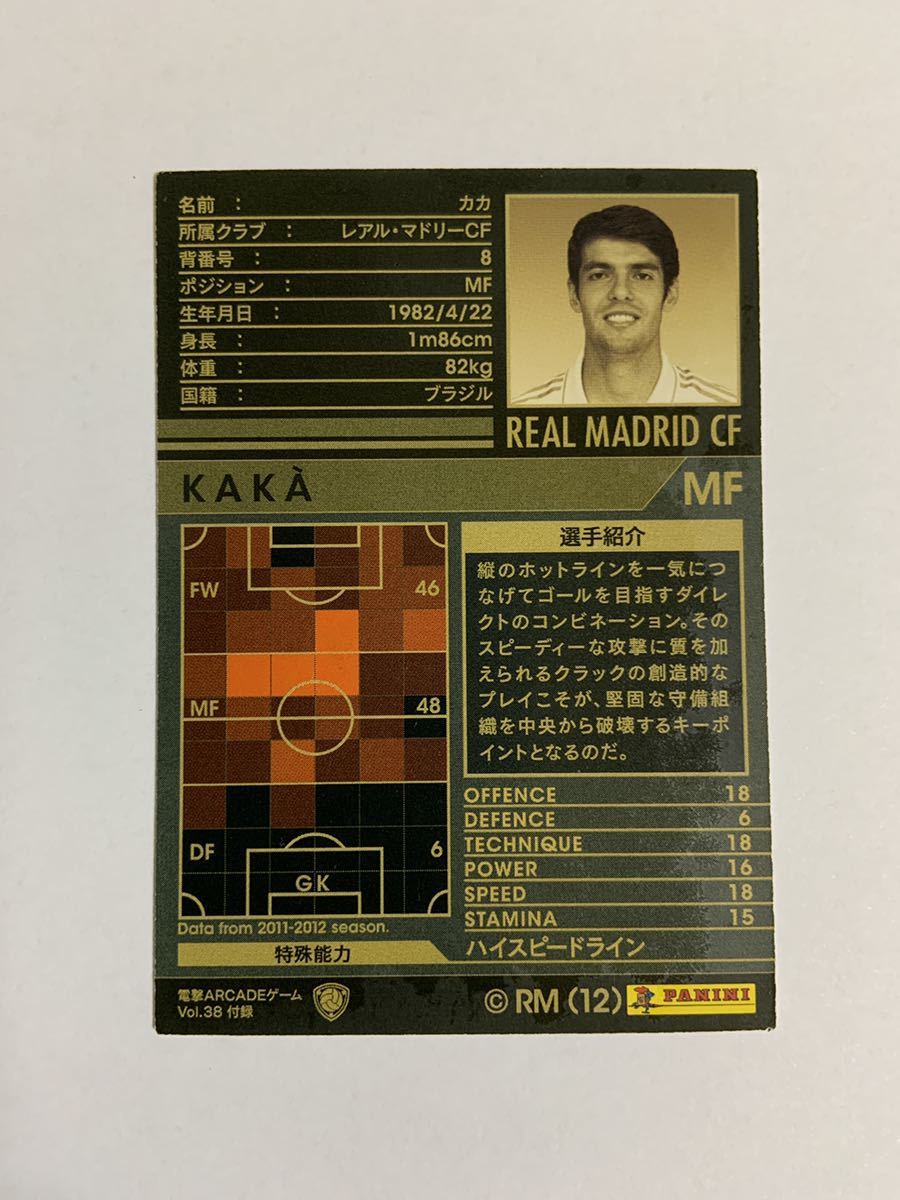 名前 : カカ
所属クラブ : レアル・マドリーCF
背番号 : 8
ポジション : MF
生年月日 : 1982/4/22
身長 : 1m86cm
体重 : 82kg
国籍 : ブラジル
REAL MADRID CF
KAKÀ
MF
FW 46
MF 48
DF 6
GK
Data from 2011-2012 season.
選手紹介
縦のホットラインを一気につ
なげてゴールを目指すダイレ
クトのコンビネーション。その
スピーディーな攻撃に質を加
えられるクラックの創造的な
プレイこそが、堅固な守備組
織を中央から破壊するキーポ
イントとなるのだ。
OFFENCE 18
DEFENCE 6
TECHNIQUE 18
POWER 16
SPEED 18
STAMINA 15
特殊能力 ハイスピードライン
電撃ARCADEゲーム
Vol.38 付録
© RM (12) PANINI